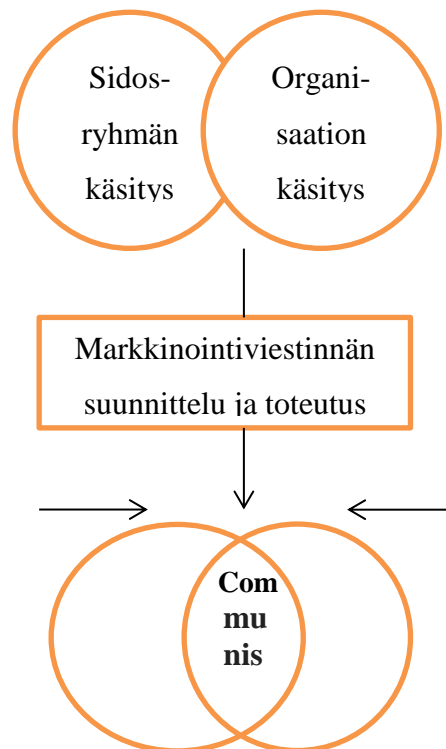 Sidos-
ryhmän
käsitys
Organi-
saation
käsitys
Markkinointiviestinnän
suunnittelu ja toteutus
Com
mu
nis